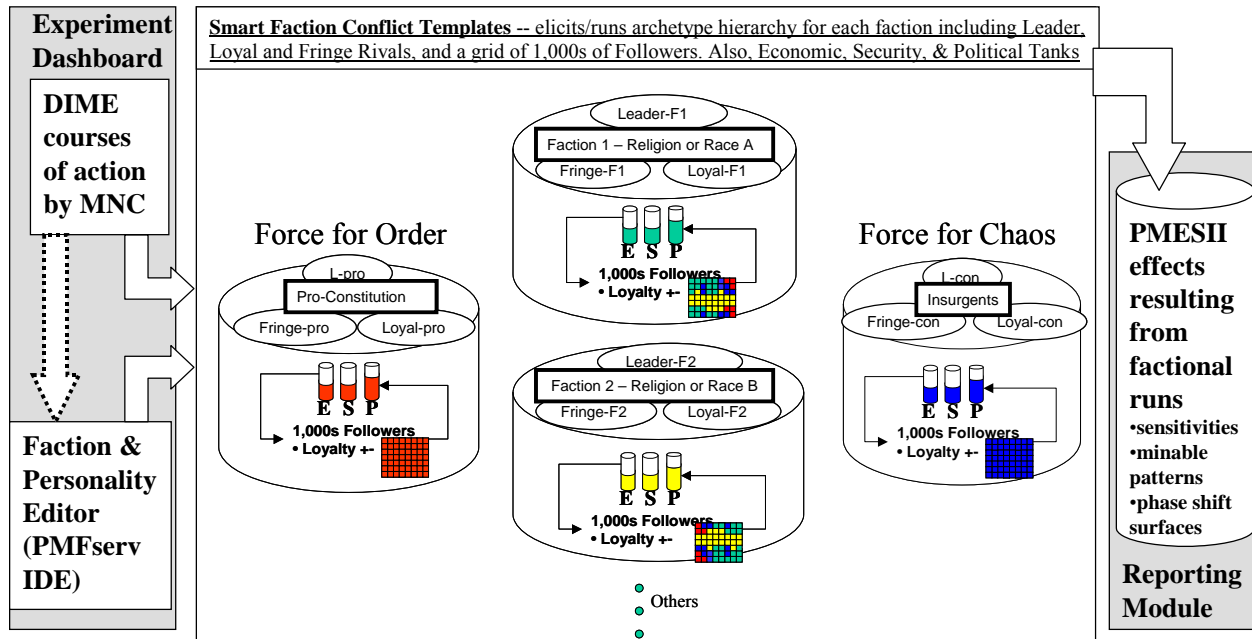 Experiment
Dashboard
DIME
courses
of action
by MNC
Faction &
Personality
Editor
(PMFserv
IDE)
Smart Faction Conflict Templates -- elicits/runs archetype hierarchy for each faction including Leader,
Loyal and Fringe Rivals, and a grid of 1,000s of Followers. Also, Economic, Security, & Political Tanks
Force for Order
L-pro
Pro-Constitution
Fringe-pro
Loyal-pro
E S P
1,000s Followers
• Loyalty +-
Leader-F1
Faction 1 – Religion or Race A
Fringe-F1
Loyal-F1
E S P
1,000s Followers
• Loyalty +-
Leader-F2
Faction 2 – Religion or Race B
Fringe-F2
Loyal-F2
E S P
1,000s Followers
• Loyalty +-
Others
Force for Chaos
L-con
Insurgents
Fringe-con
Loyal-con
E S P
1,000s Followers
• Loyalty +-
PMESII
effects
resulting
from
factional
runs
•sensitivities
•minable
patterns
•phase shift
surfaces
Reporting
Module